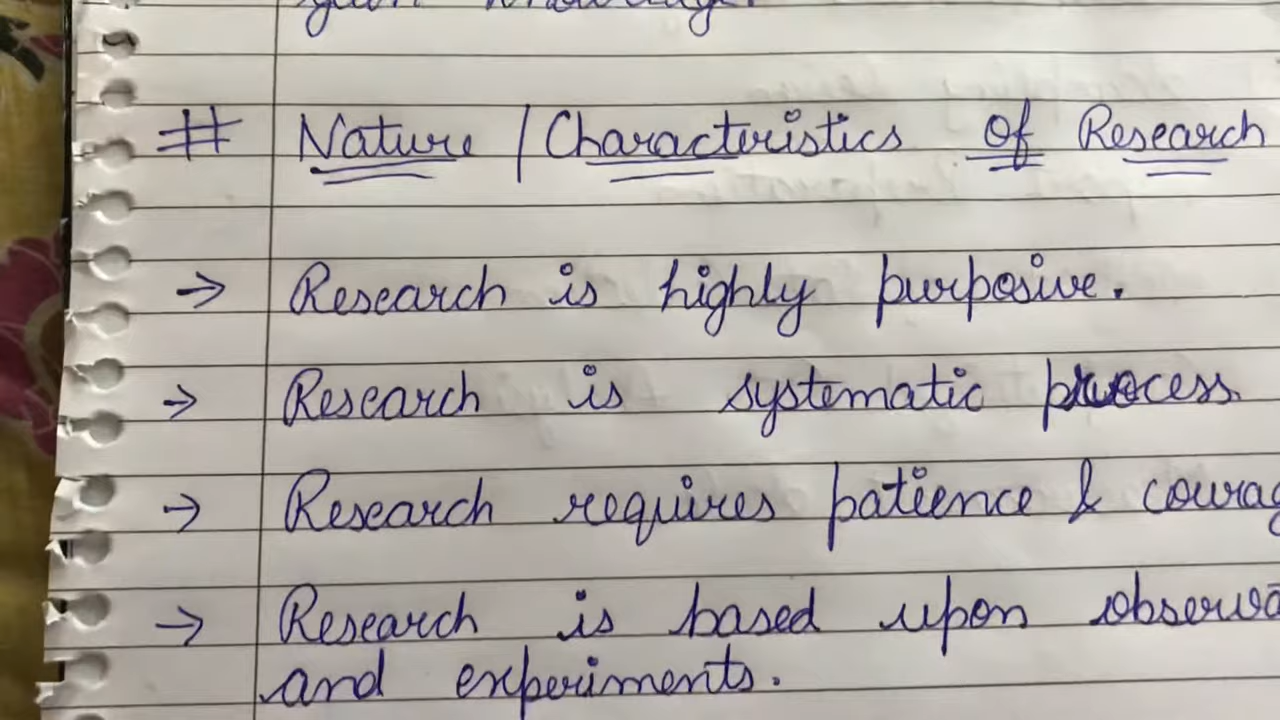 # Nature / Characteristics of Research
→ Research is highly purposive.
→ Research is systematic process.
→ Research requires patience & courag
→ Research is based upon observa
and experiments.